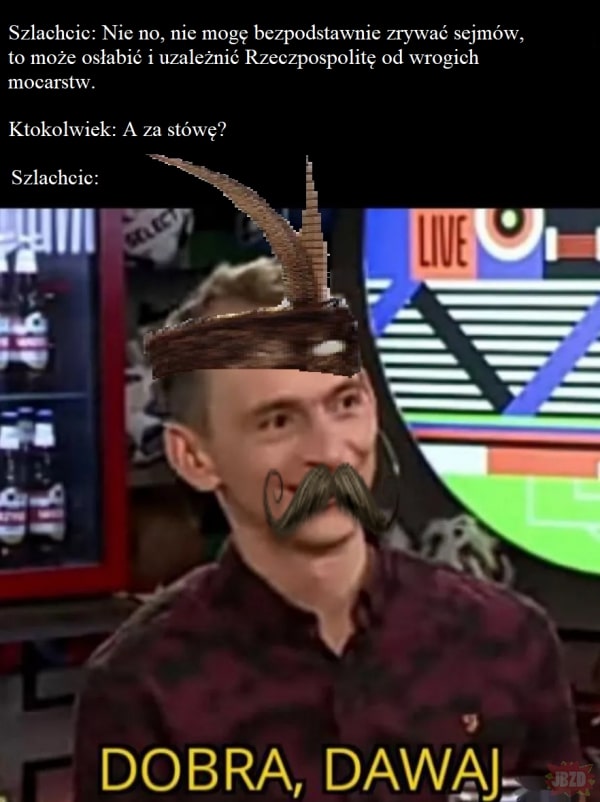 Szlachcic: Nie no, nie mogę bezpodstawnie zrywać sejmów,
to może osłabić i uzależnić Rzeczpospolitę od wrogich
mocarstw.
Ktokolwiek: A za stówę?
Szlachcic:
SELECT
LIVE
DOBRA, DAWAJ
JBZD